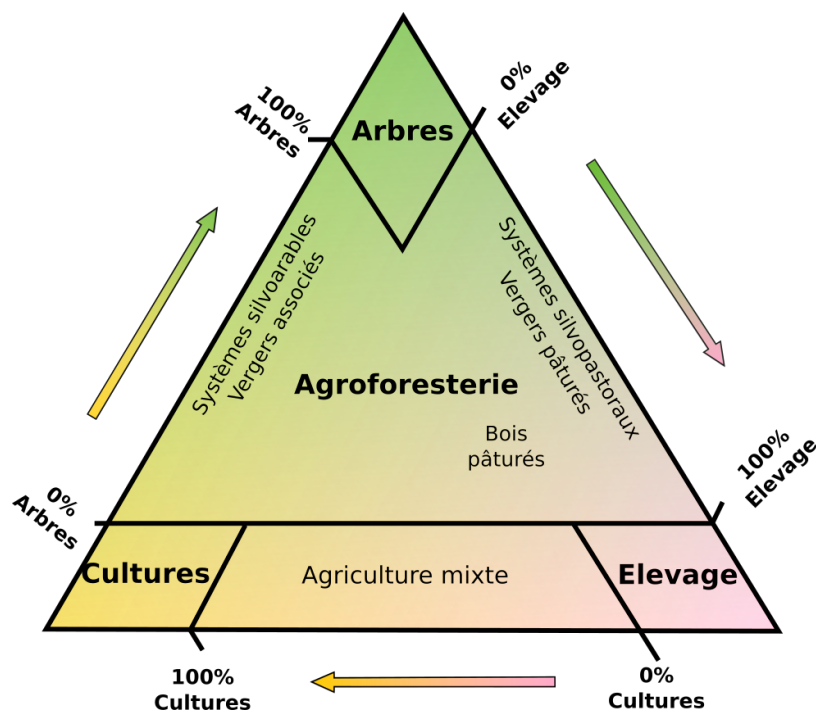 0%
Elevage
100%
Arbres
Arbres
Systèmes silvoarables
Vergers associés
Systèmes silvopastoraux
Vergers pâturés
Agroforesterie
Bois
pâturés
100%
Elevage
0%
Arbres
Cultures
Agriculture mixte
Elevage
100%
Cultures
0%
Cultures